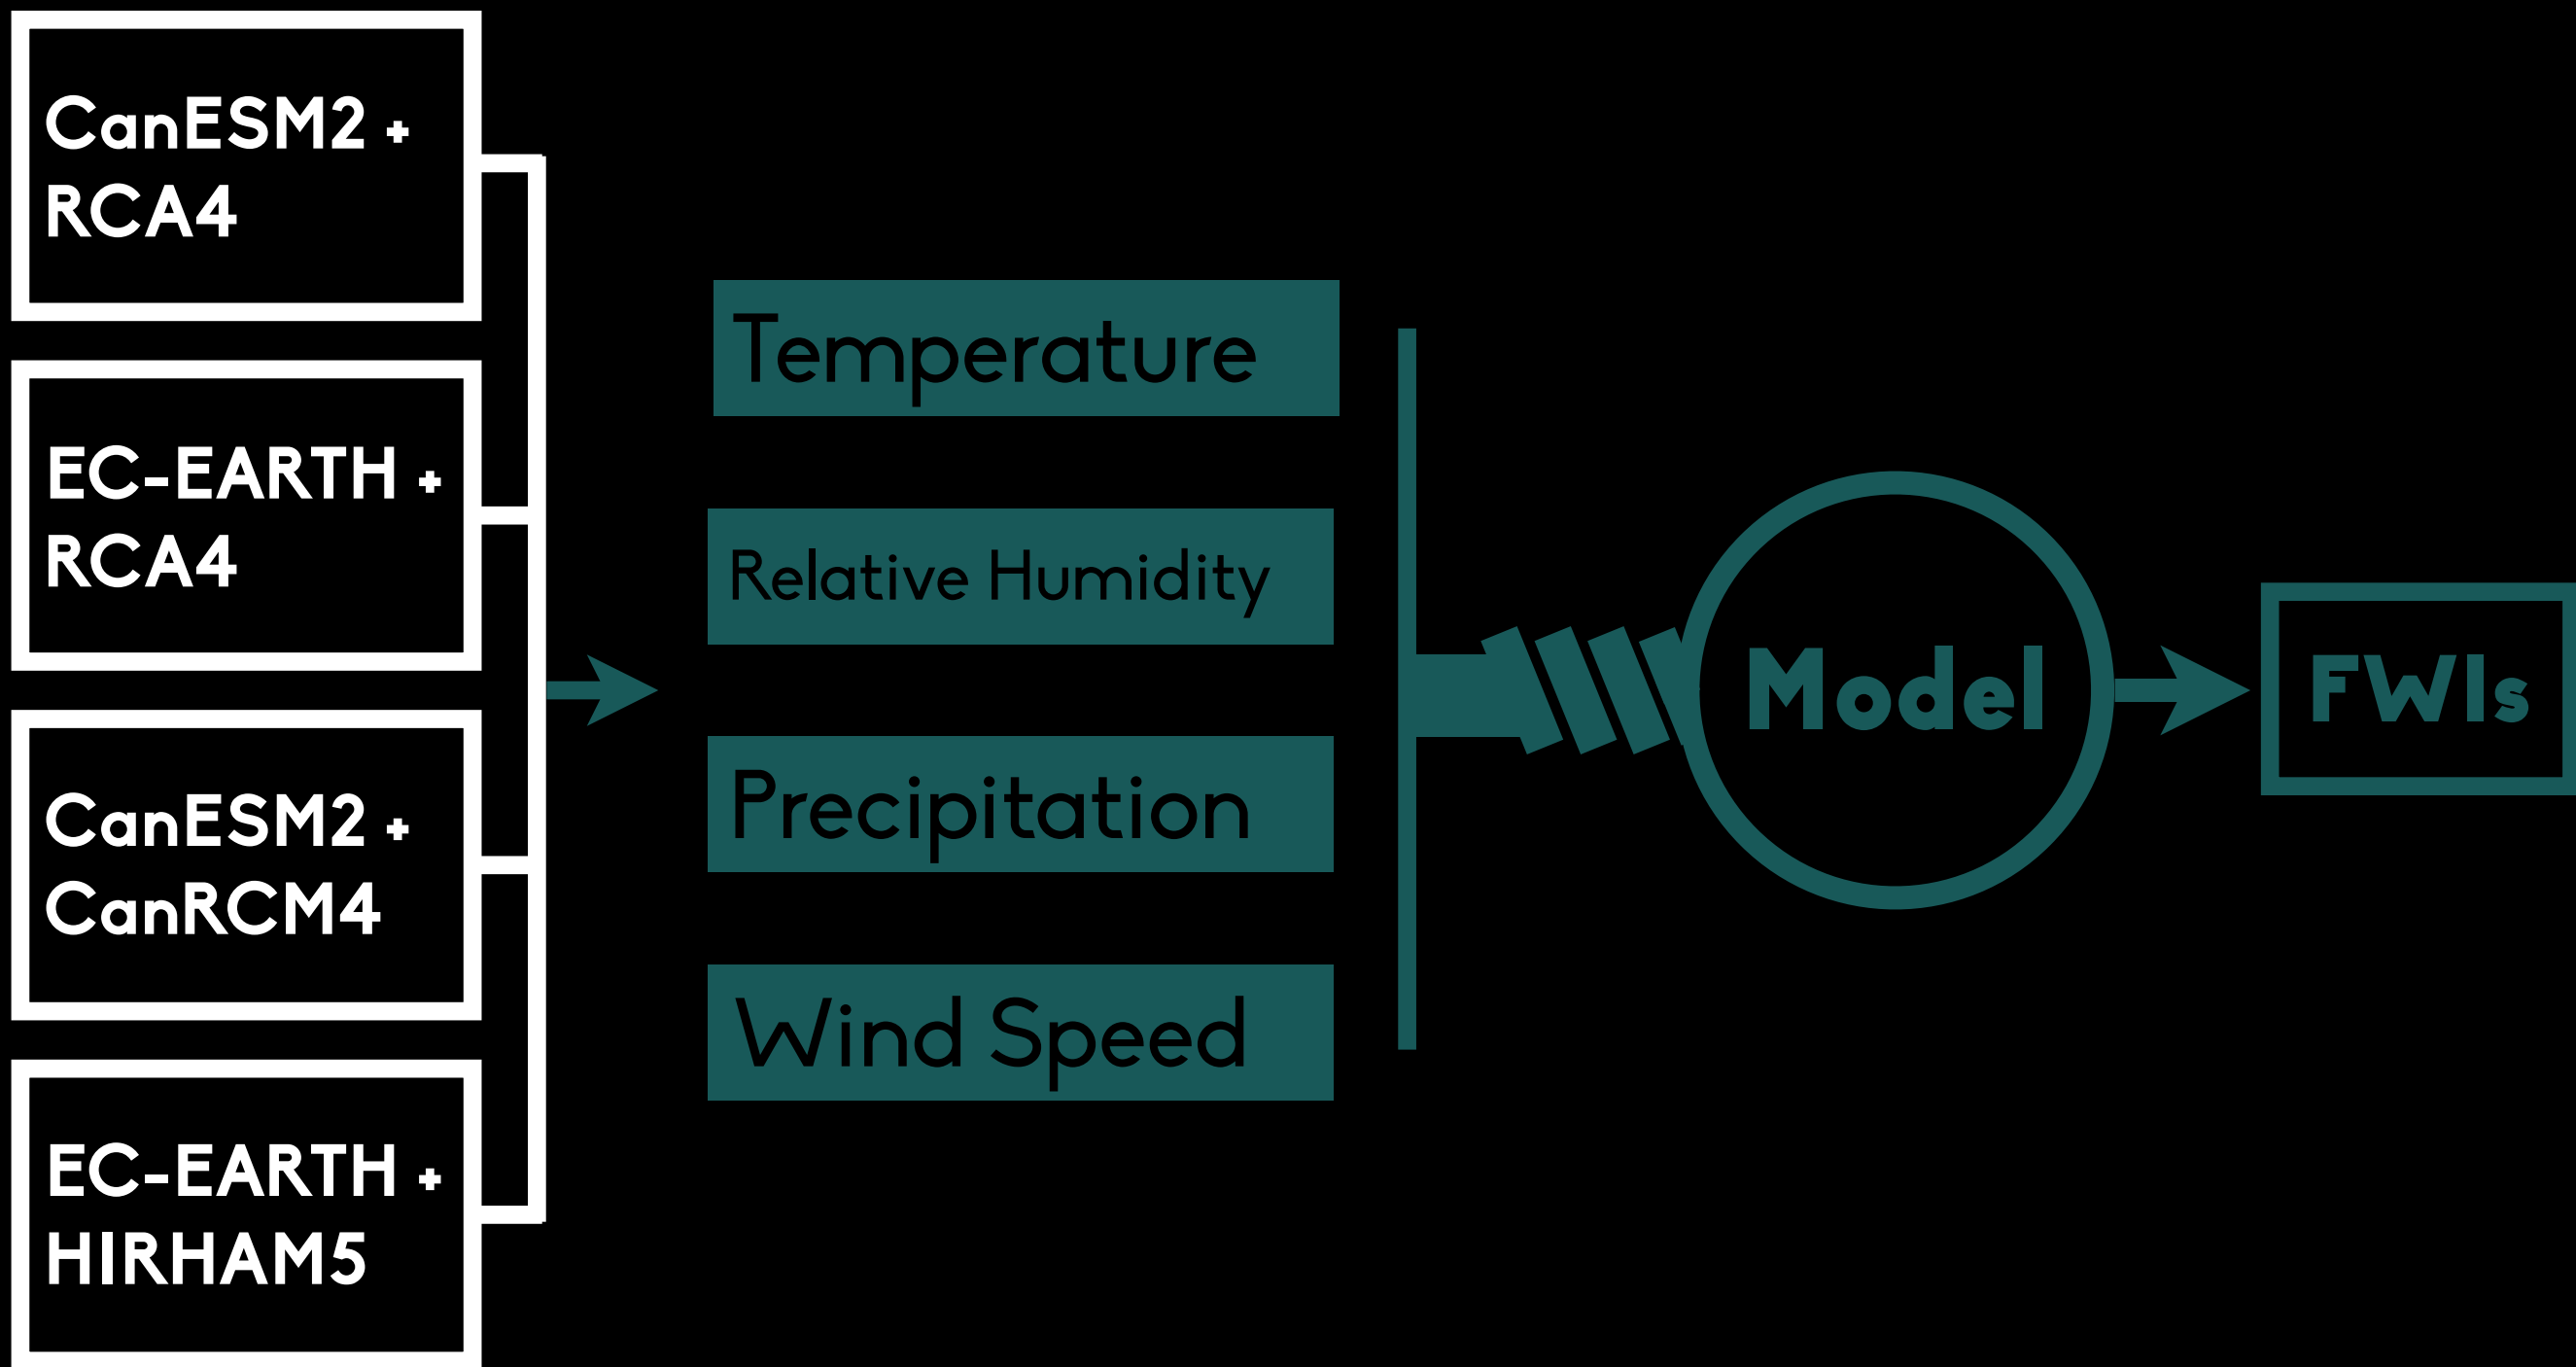 CanESM2 +
RCA4
EC-EARTH +
RCA4
CanESM2 +
CanRCM4
EC-EARTH +
HIRHAM5
Temperature
Relative Humidity
Precipitation
Wind Speed
Model
FWIs